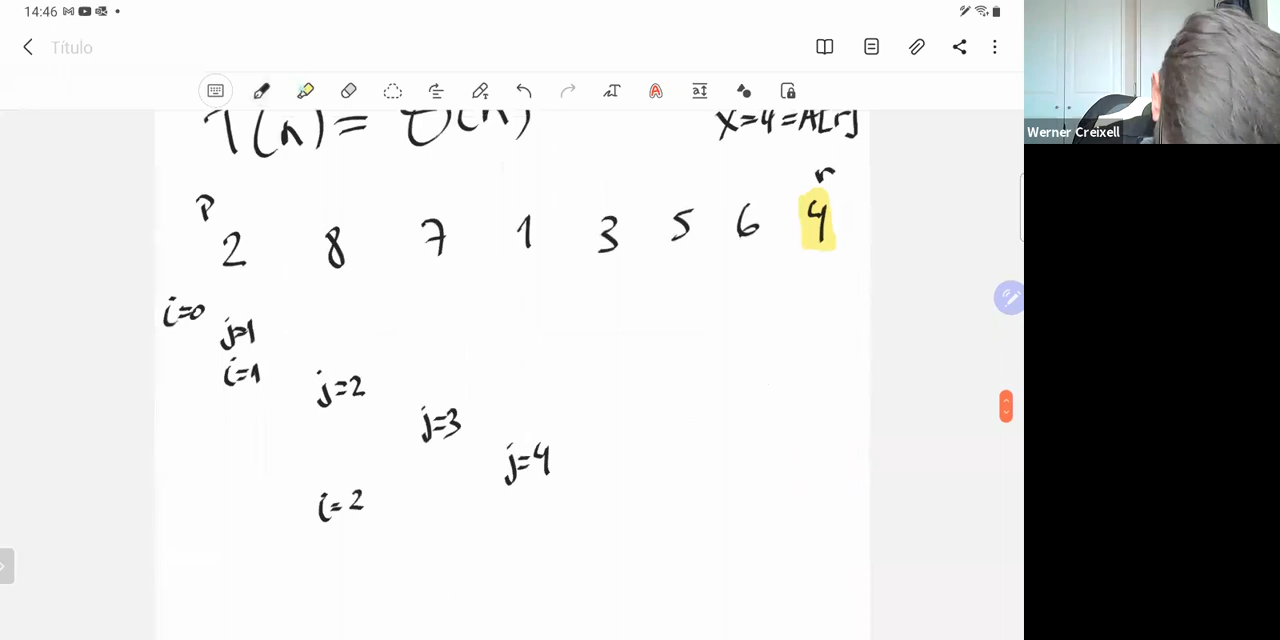 14:46
Título
T(n) = Θ(n)
x=4=A[r]
P
r
2 8 7 1 3 5 6 4
i=0
j=1
i=1
j=2
j=3
j=4
i=2
Werner Creixell